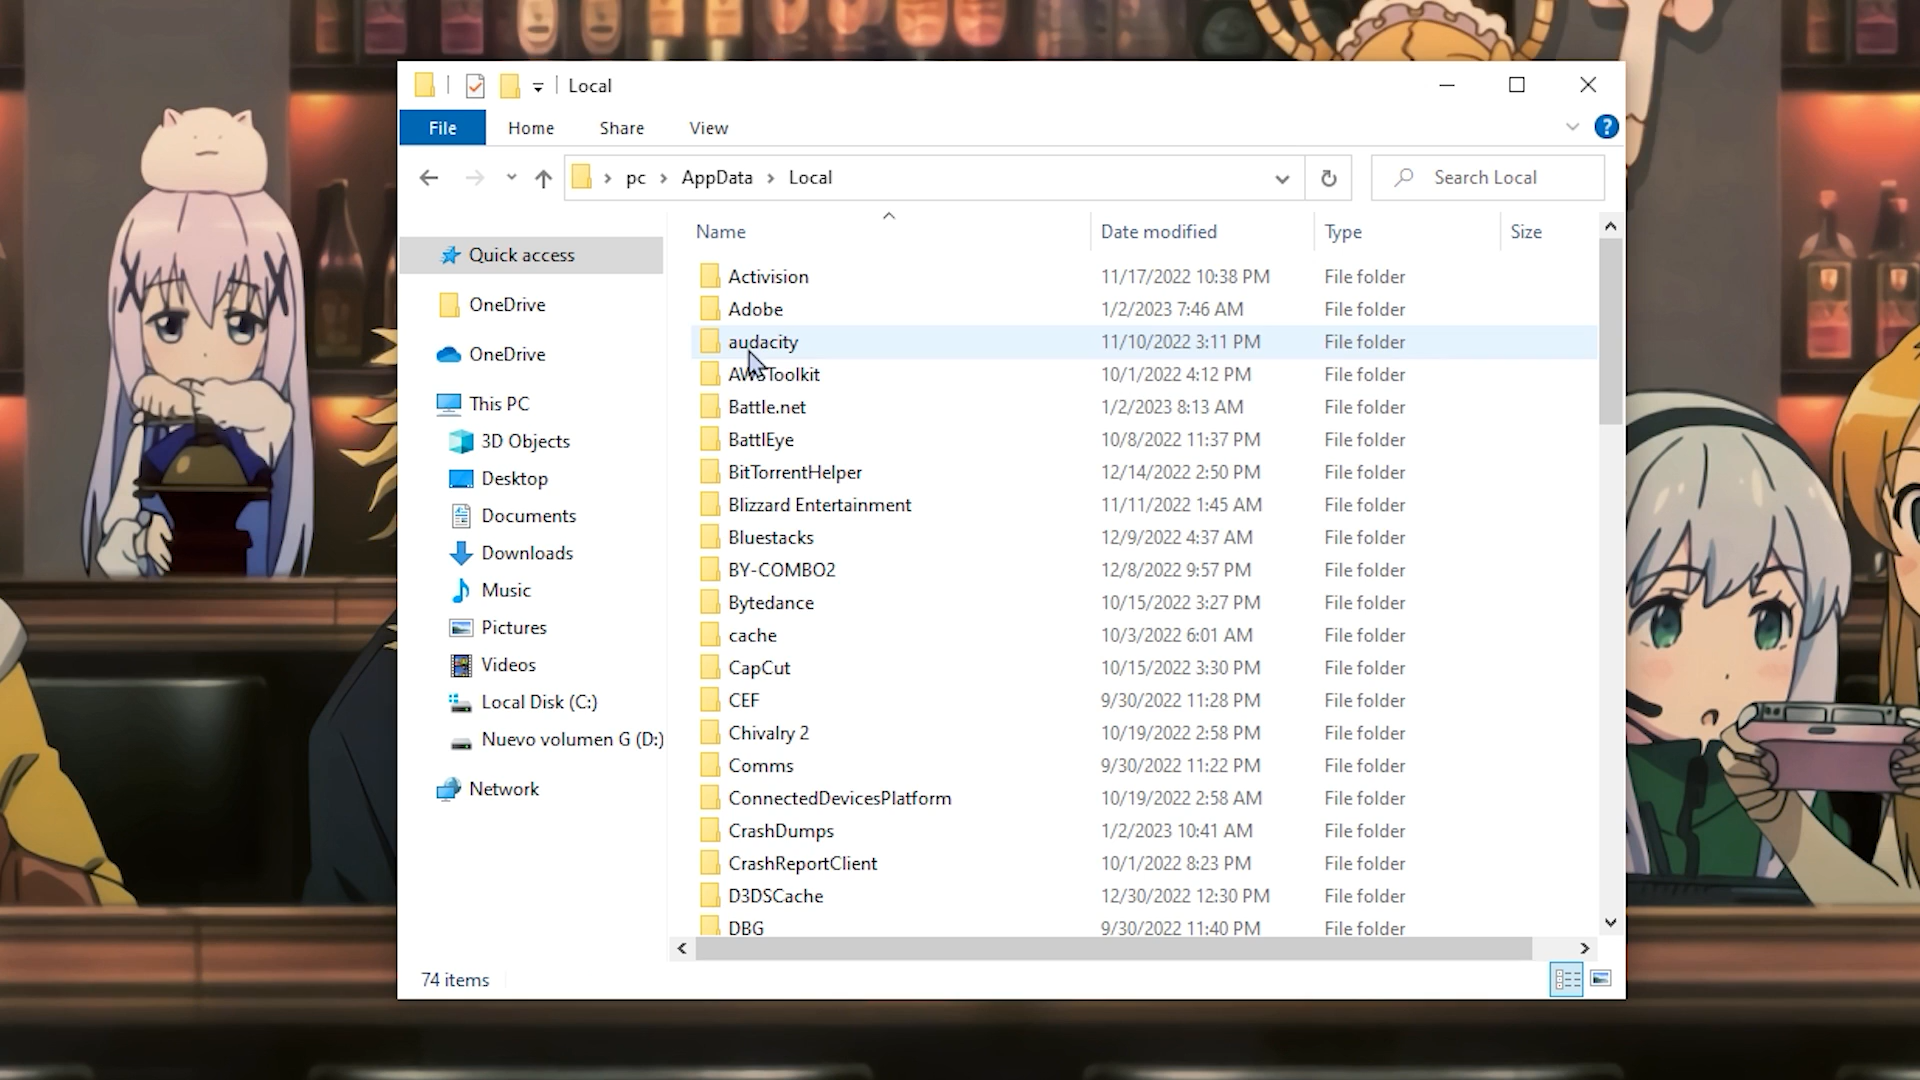 Local
File Home Share View
pc AppData Local
Search Local
Name Date modified Type Size
Quick access
OneDrive
OneDrive
This PC
3D Objects
Desktop
Documents
Downloads
Music
Pictures
Videos
Local Disk (C:)
Nuevo volumen G (D:)
Network
Activision 11/17/2022 10:38 PM File folder
Adobe 1/2/2023 7:46 AM File folder
audacity 11/10/2022 3:11 PM File folder
AWSToolkit 10/1/2022 4:12 PM File folder
Battle.net 1/2/2023 8:13 AM File folder
BattlEye 10/8/2022 11:37 PM File folder
BitTorrentHelper 12/14/2022 2:50 PM File folder
Blizzard Entertainment 11/11/2022 1:45 AM File folder
Bluestacks 12/9/2022 4:37 AM File folder
BY-COMBO2 12/8/2022 9:57 PM File folder
Bytedance 10/15/2022 3:27 PM File folder
cache 10/3/2022 6:01 AM File folder
CapCut 10/15/2022 3:30 PM File folder
CEF 9/30/2022 11:28 PM File folder
Chivalry 2 10/19/2022 2:58 PM File folder
Comms 9/30/2022 11:22 PM File folder
ConnectedDevicesPlatform 10/19/2022 2:58 AM File folder
CrashDumps 1/2/2023 10:41 AM File folder
CrashReportClient 10/1/2022 8:23 PM File folder
D3DSCache 12/30/2022 12:30 PM File folder
DBG 9/30/2022 11:40 PM File folder
74 items